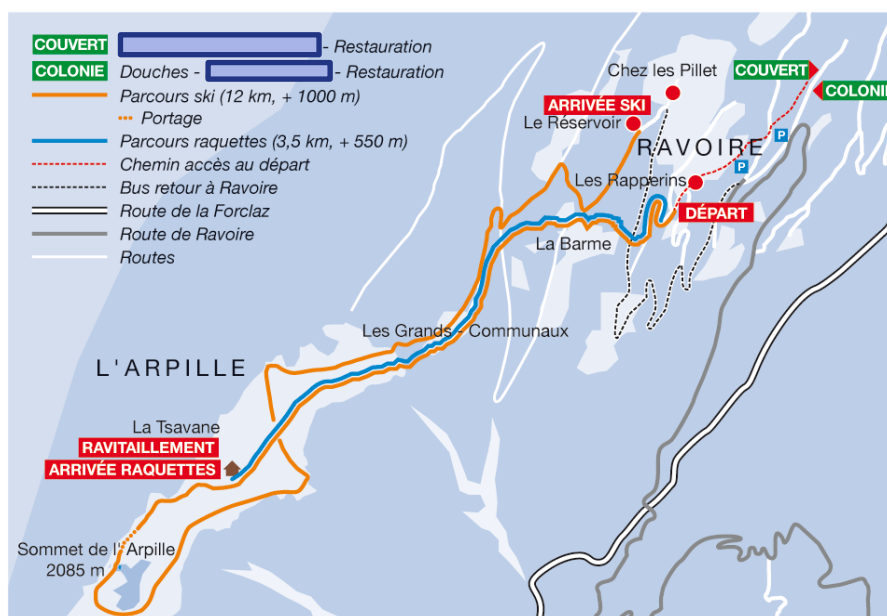 COUVERT - Restauration
COLONIE Douches - - Restauration
Parcours ski (12 km, + 1000 m)
Portage
Parcours raquettes (3,5 km, + 550 m)
Chemin accès au départ
Bus retour à Ravoire
Route de la Forclaz
Route de Ravoire
Routes
Chez les Pillet
COUVERT
COLONIE
ARRIVÉE SKI
Le Réservoir
RAVOIRE
P
P
Les Rapperins
DÉPART
La Barme
Les Grands - Communaux
L'ARPILLE
La Tsavane
RAVITAILLEMENT
ARRIVÉE RAQUETTES
Sommet de l'Arpille
2085 m